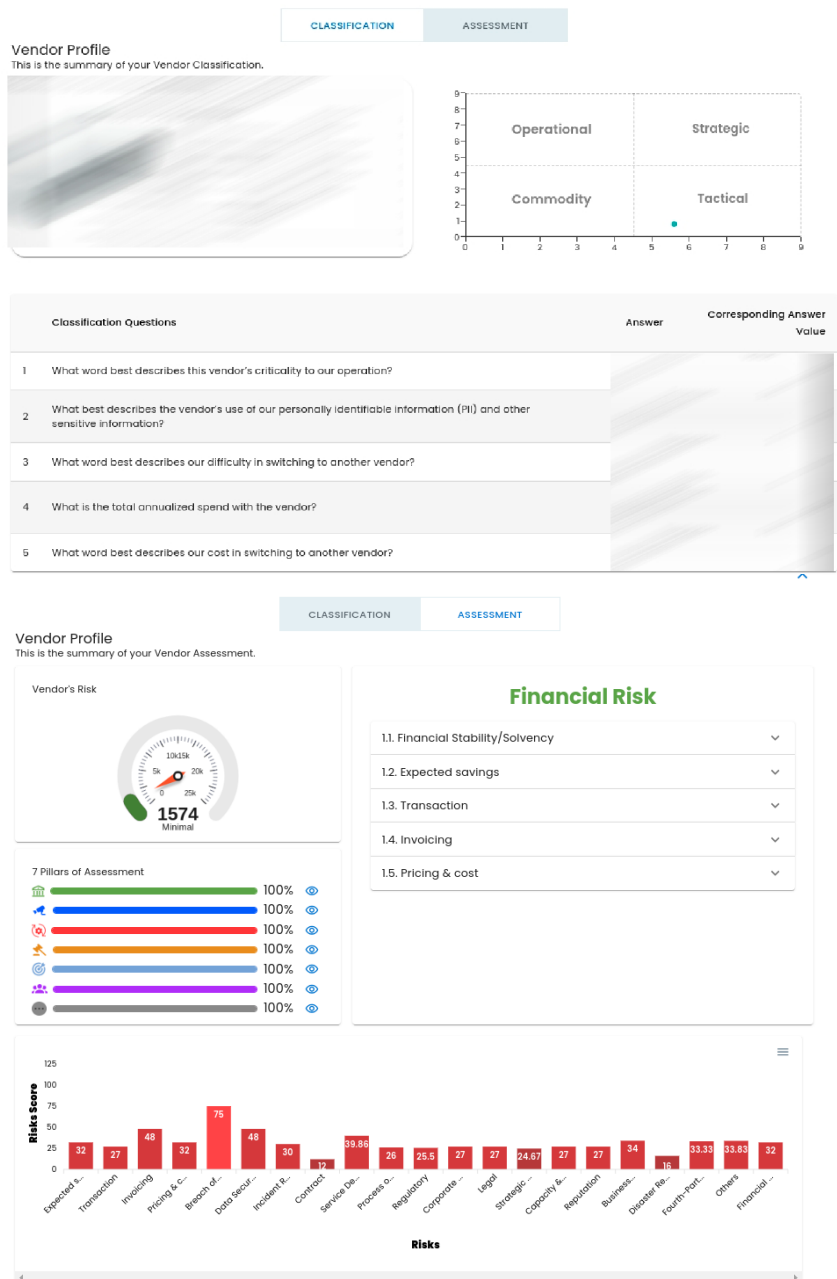 CLASSIFICATION ASSESSMENT
Vendor Profile
This is the summary of your Vendor Classification.
9
8
7
6
5
4
3
2
1
0
Operational Strategic
Commodity Tactical
0 1 2 3 4 5 6 7 8 9
Classification Questions Answer Corresponding Answer
Value
1 What word best describes this vendor's criticality to our operation?
2 What best describes the vendor's use of our personally identifiable information (PII) and other
sensitive information?
3 What word best describes our difficulty in switching to another vendor?
4 What is the total annualized spend with the vendor?
5 What word best describes our cost in switching to another vendor?
CLASSIFICATION ASSESSMENT
Vendor Profile
This is the summary of your Vendor Assessment.
Vendor's Risk
10k 15k
5k 20k
0 25k
1574
Minimal
Financial Risk
1.1. Financial Stability/Solvency
1.2. Expected savings
1.3. Transaction
1.4. Invoicing
1.5. Pricing & cost
7 Pillars of Assessment
100%
100%
100%
100%
100%
100%
100%
Risks Score
125
100
75
50
25
0
32 27 48 32 75 48 30 12 39.86 26 25.5 27 27 24.67 27 27 34 16 33.33 33.83 32
Expected s...
Transaction
Invoicing
Pricing & c...
Breach of...
Data Secur...
Incident R...
Contract
Service De...
Process o...
Regulatory
Corporate ...
Legal
Strategic ...
Capacity &...
Reputation
Business...
Disaster Re...
Fourth-Part...
Others
Financial ...
Risks